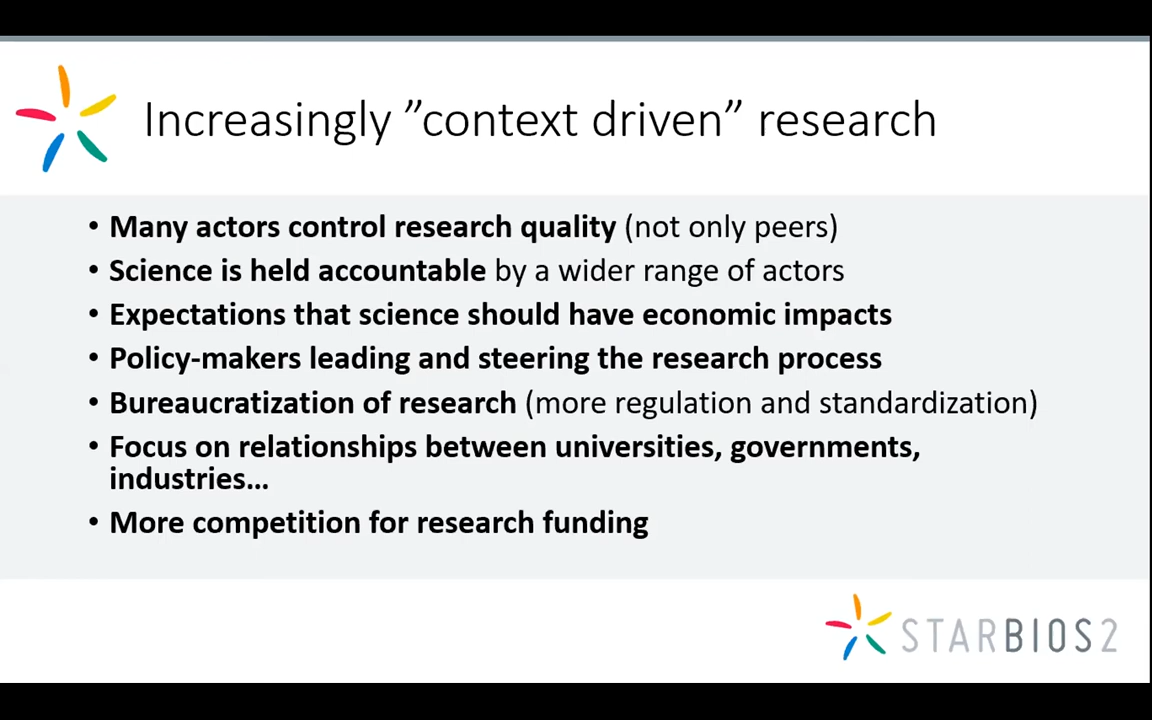 Increasingly ”context driven” research
• Many actors control research quality (not only peers)
• Science is held accountable by a wider range of actors
• Expectations that science should have economic impacts
• Policy-makers leading and steering the research process
• Bureaucratization of research (more regulation and standardization)
• Focus on relationships between universities, governments,
industries…
• More competition for research funding
STARBIOS2